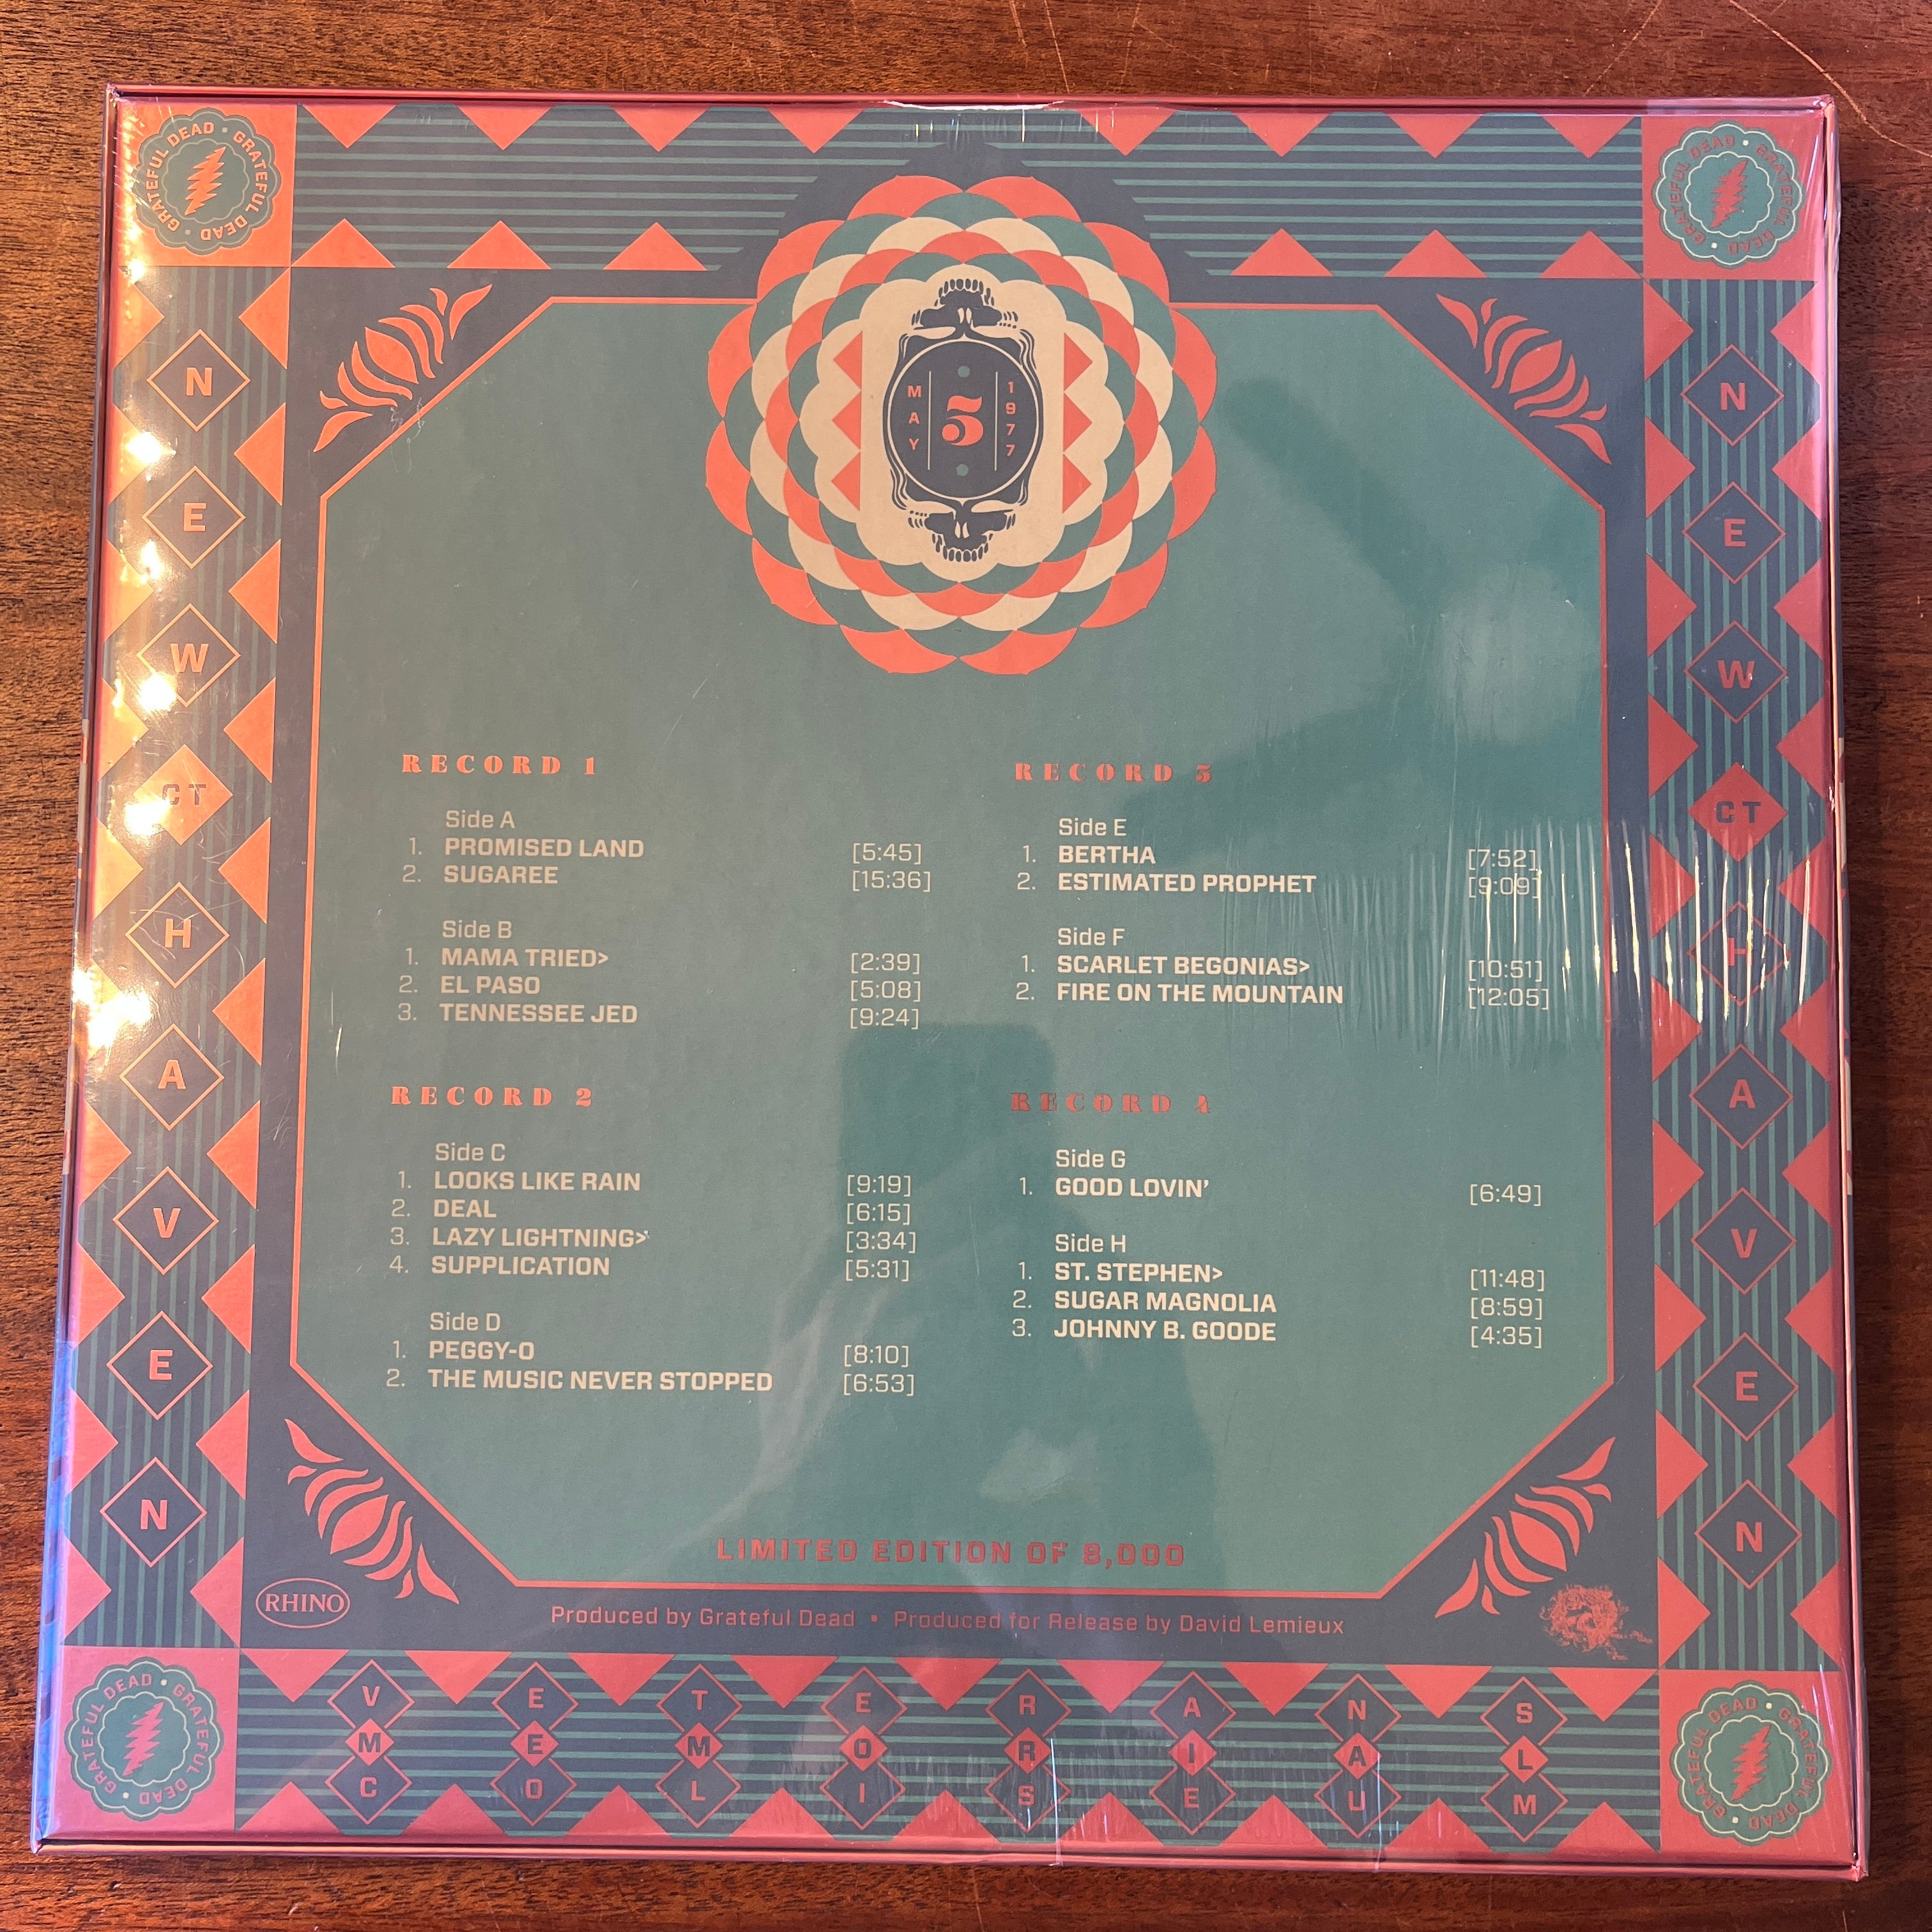 GRATEFUL DEAD • GRATEFUL DEAD •
GRATEFUL DEAD • GRATEFUL DEAD •
MAY
5
1977
NEW
CT
HAVEN
NEW
CT
HAVEN
RECORD 1
Side A
1. PROMISED LAND [5:45]
2. SUGAREE [15:36]
Side B
1. MAMA TRIED> [2:39]
2. EL PASO [5:08]
3. TENNESSEE JED [9:24]
RECORD 2
Side C
1. LOOKS LIKE RAIN [9:19]
2. DEAL [6:15]
3. LAZY LIGHTNING> [3:34]
4. SUPPLICATION [5:31]
Side D
1. PEGGY-O [8:10]
2. THE MUSIC NEVER STOPPED [6:53]
RECORD 3
Side E
1. BERTHA [7:52]
2. ESTIMATED PROPHET [9:09]
Side F
1. SCARLET BEGONIAS> [10:51]
2. FIRE ON THE MOUNTAIN [12:05]
RECORD 4
Side G
1. GOOD LOVIN' [6:49]
Side H
1. ST. STEPHEN> [11:48]
2. SUGAR MAGNOLIA [8:59]
3. JOHNNY B. GOODE [4:35]
LIMITED EDITION OF 8,000
RHINO
Produced by Grateful Dead • Produced for Release by David Lemieux
VETERANS
MEMORIAL
COLISEUM
GRATEFUL DEAD • GRATEFUL DEAD •
GRATEFUL DEAD • GRATEFUL DEAD •